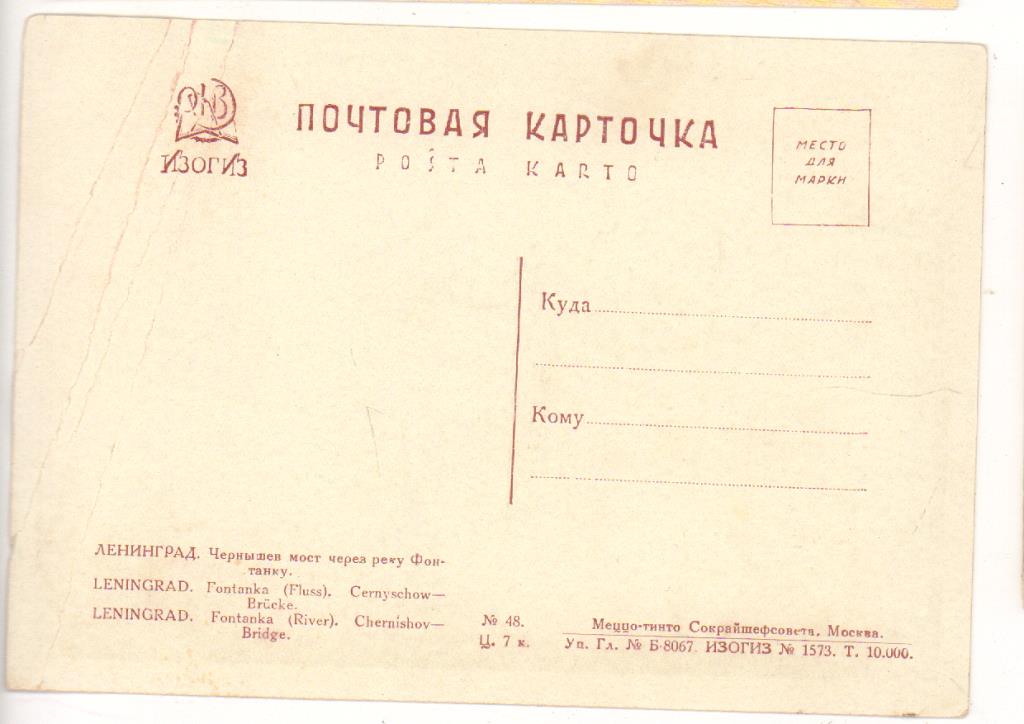 ИЗОГИЗ
ПОЧТОВАЯ КАРТОЧКА
POŜTA KARTO
МЕСТО
ДЛЯ
МАРКИ
Куда
Кому
ЛЕНИНГРАД. Чернышев мост через реку Фон-
танку.
LENINGRAD. Fontanka (Fluss). Cernyschow—
Brücke.
LENINGRAD. Fontanka (River). Chernishov—
Bridge.
№ 48.
Ц. 7 к.
Меццо-тинто Сокрайшефсовета, Москва.
Уп. Гл. № Б-8067. ИЗОГИЗ № 1573. Т. 10.000.